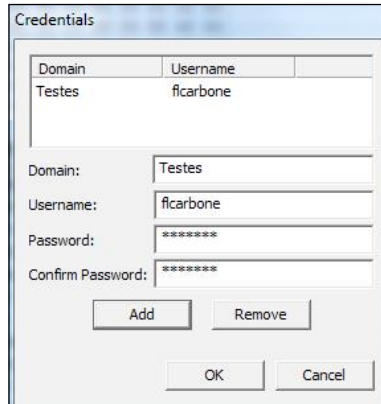 Credentials
Domain Username
Testes flcarbone
Domain: Testes
Username: flcarbone
Password: *******
Confirm Password: *******
Add Remove
OK Cancel